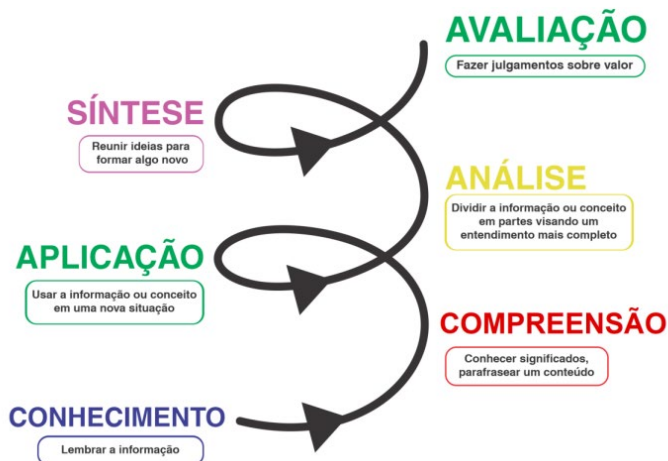 AVALIAÇÃO
Fazer julgamentos sobre valor
SÍNTESE
Reunir ideias para
formar algo novo
ANÁLISE
Dividir a informação ou conceito
em partes visando um
entendimento mais completo
APLICAÇÃO
Usar a informação ou conceito
em uma nova situação
COMPREENSÃO
Conhecer significados,
parafrasear um conteúdo
CONHECIMENTO
Lembrar a informação